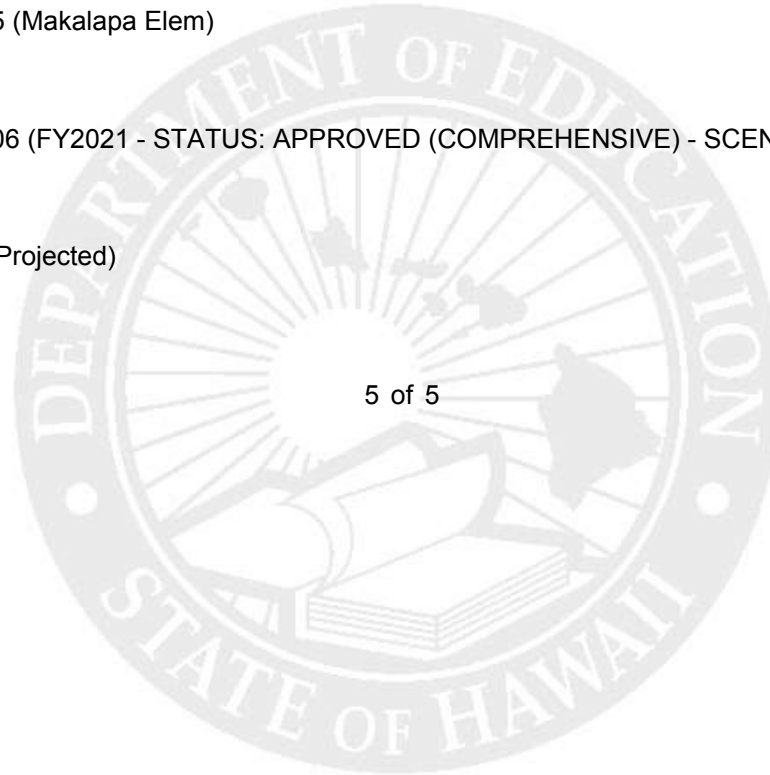 5 (Makalapa Elem)
06 (FY2021 - STATUS: APPROVED (COMPREHENSIVE) - SCEN
Projected)
5 of 5
DEPARTMENT OF EDUCATION
STATE OF HAWAII